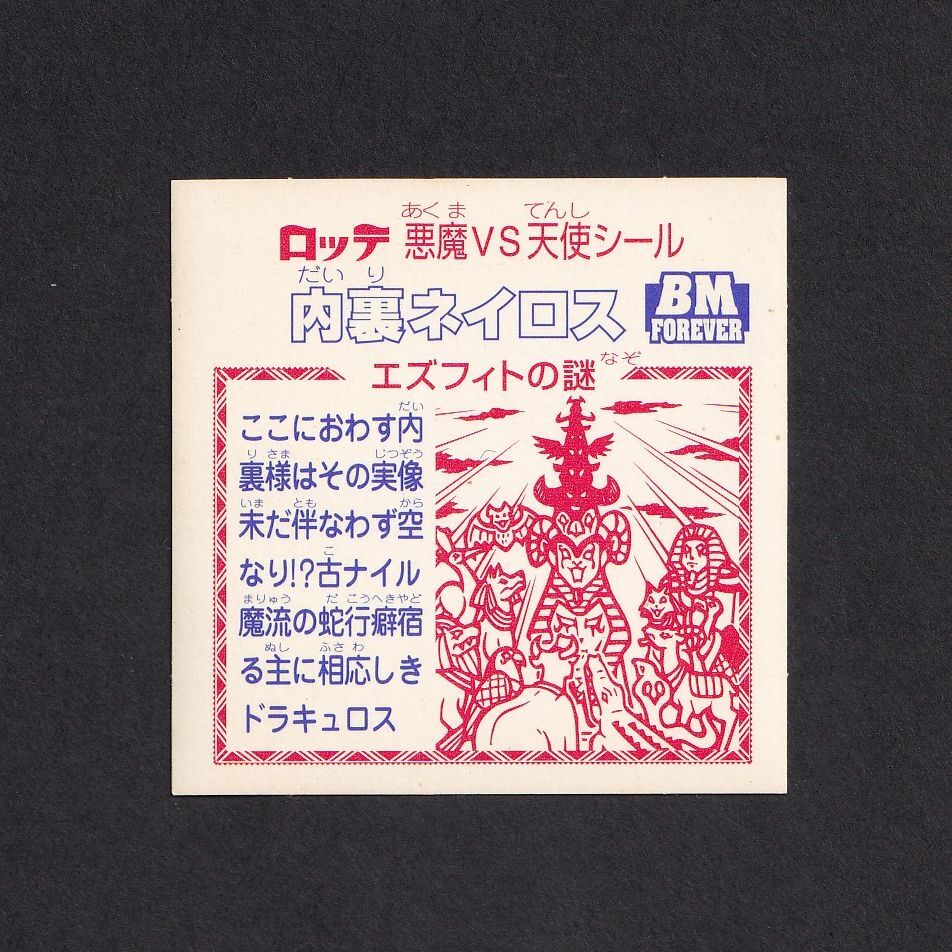 あくま てんし
ロッテ 悪魔VS天使シール
だいり
内裏ネイロス
BM
FOREVER
なぞ
エズフィトの謎
だい
ここにおわす内
りさま じつぞう
裏様はその実像
いま とも から
未だ伴なわず空
こ
なり!?古ナイル
まりゅう だこうへきやど
魔流の蛇行癖宿
ぬし ふさわ
る主に相応しき
ドラキュロス